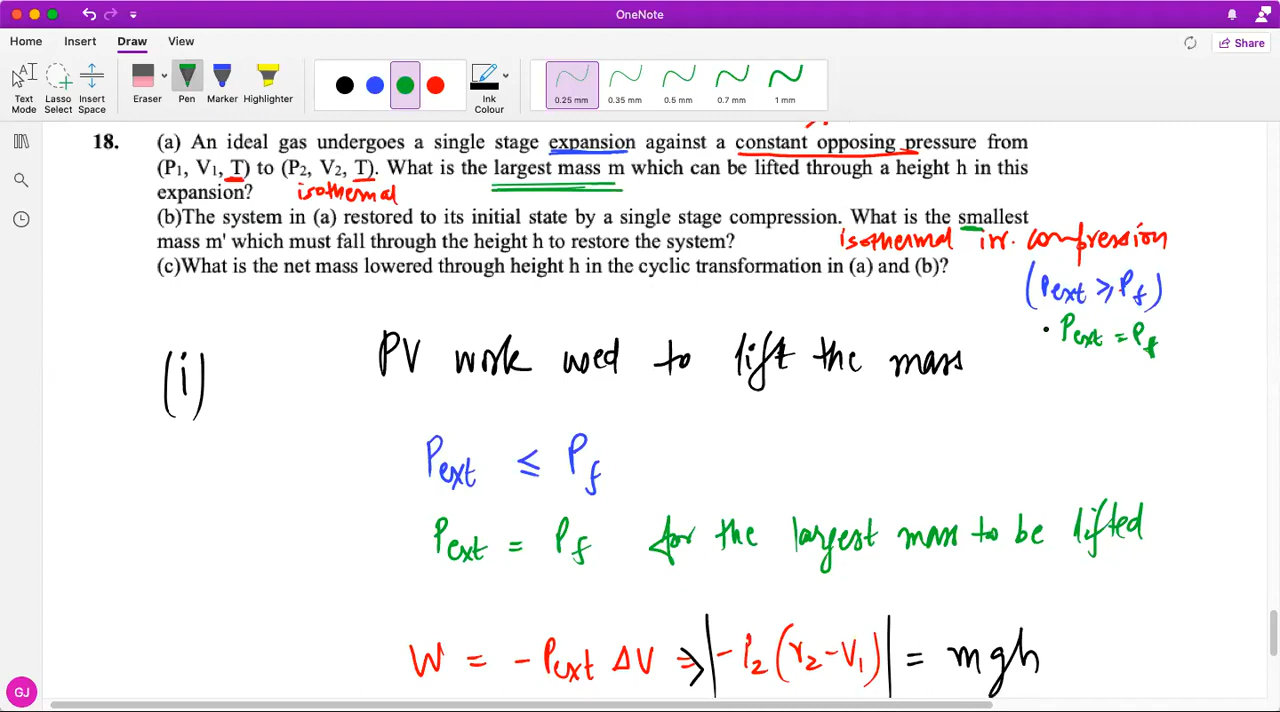 OneNote
Home Insert Draw View
Share
Text Mode
Lasso Select
Insert Space
Eraser
Pen
Marker
Highlighter
0.25 mm
0.35 mm
0.5 mm
0.7 mm
1 mm
Ink Colour
18. (a) An ideal gas undergoes a single stage expansion against a constant opposing pressure from
(P₁, V₁, T) to (P₂, V₂, T). What is the largest mass m which can be lifted through a height h in this
expansion? isothermal
(b)The system in (a) restored to its initial state by a single stage compression. What is the smallest
mass m' which must fall through the height h to restore the system? isothermal irr. compression
(c)What is the net mass lowered through height h in the cyclic transformation in (a) and (b)?
(Pext ⩾ Pf)
• Pext = Pf
(i) PV work used to lift the mass
Pext ≤ Pf
Pext = Pf for the largest mass to be lifted
W = - Pext ΔV => |- P₂ (V₂ - V₁)| = mgh
GJ